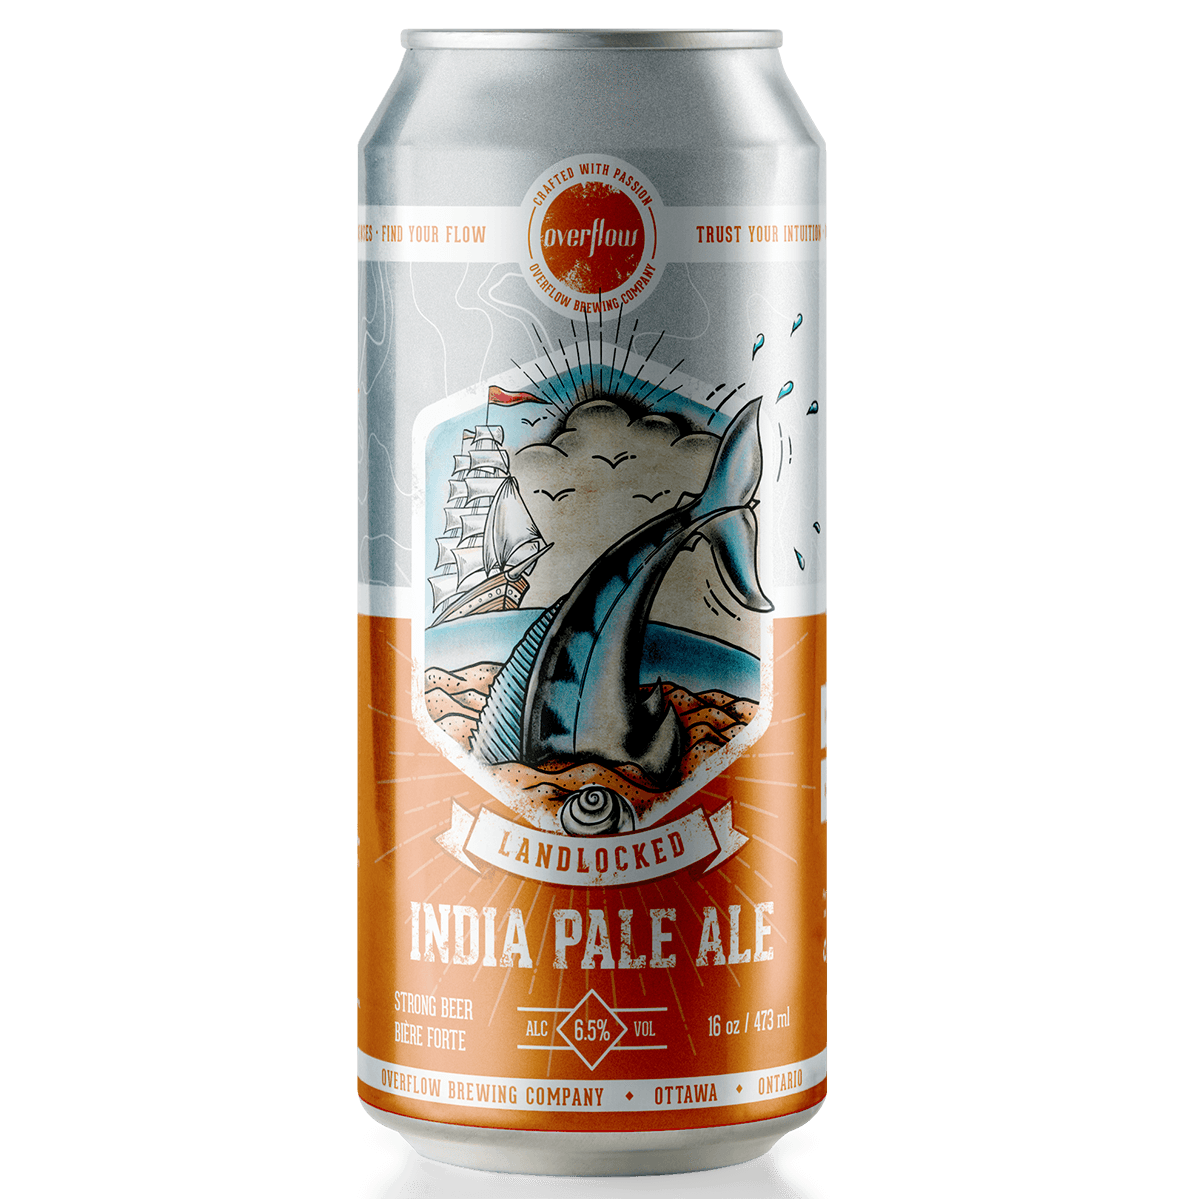 CRAFTED WITH PASSION
• FIND YOUR FLOW
overflow
TRUST YOUR INTUITION
OVERFLOW BREWING COMPANY
LANDLOCKED
INDIA PALE ALE
STRONG BEER
BIÈRE FORTE
ALC 6.5% VOL
16 oz / 473 ml
OVERFLOW BREWING COMPANY • OTTAWA • ONTARIO